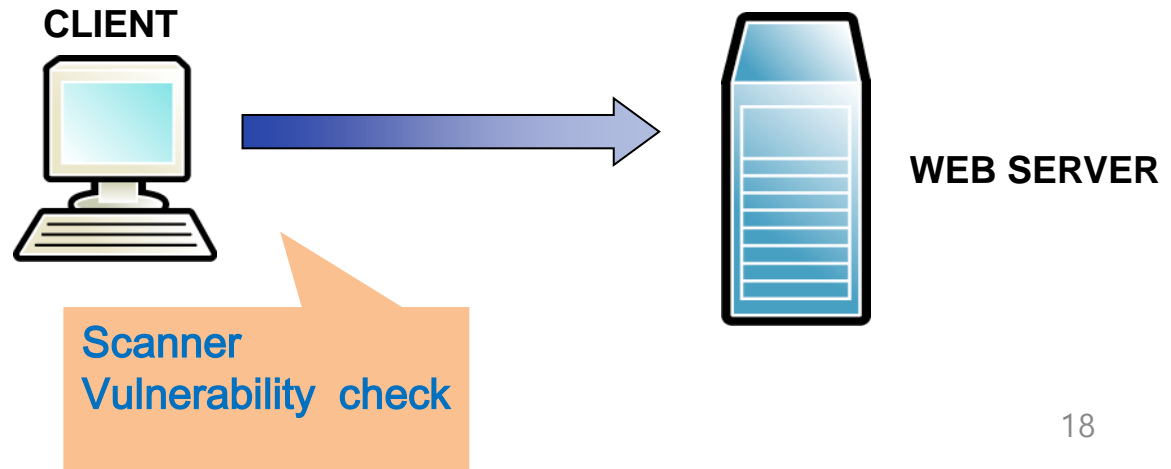 CLIENT
WEB SERVER
Scanner
Vulnerability check
18